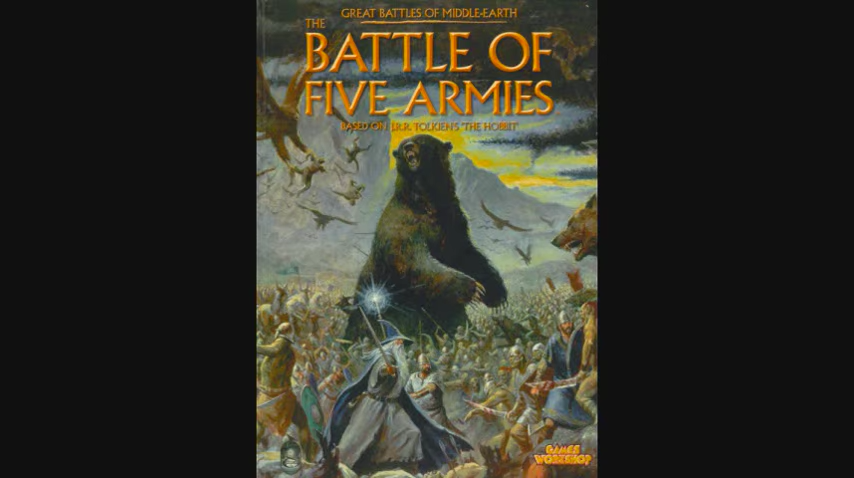 GREAT BATTLES OF MIDDLE-EARTH
THE
BATTLE OF
FIVE ARMIES
BASED ON J.R.R. TOLKIEN'S 'THE HOBBIT'
GAMES
WORKSHOP